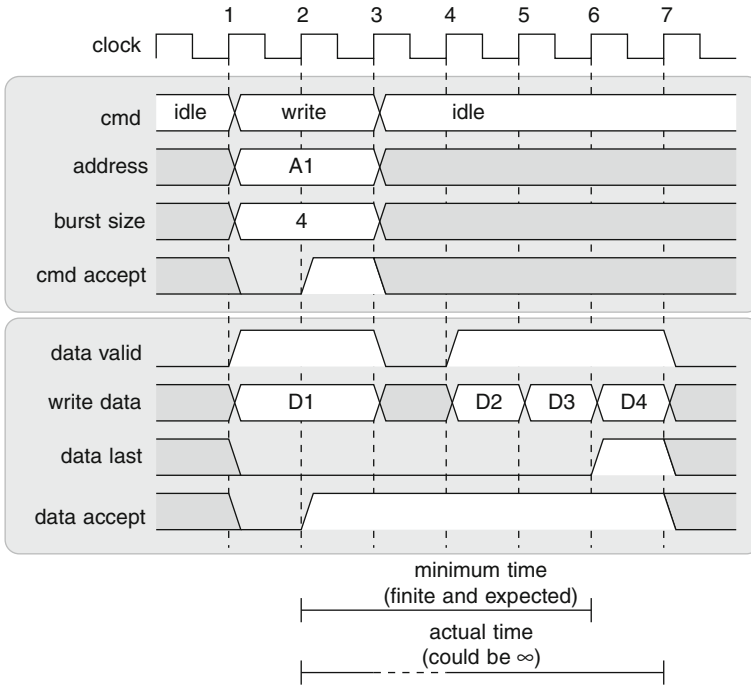 1 2 3 4 5 6 7
clock
cmd idle write idle
address A1
burst size 4
cmd accept
data valid
write data D1 D2 D3 D4
data last
data accept
minimum time
(finite and expected)
actual time
(could be ∞)